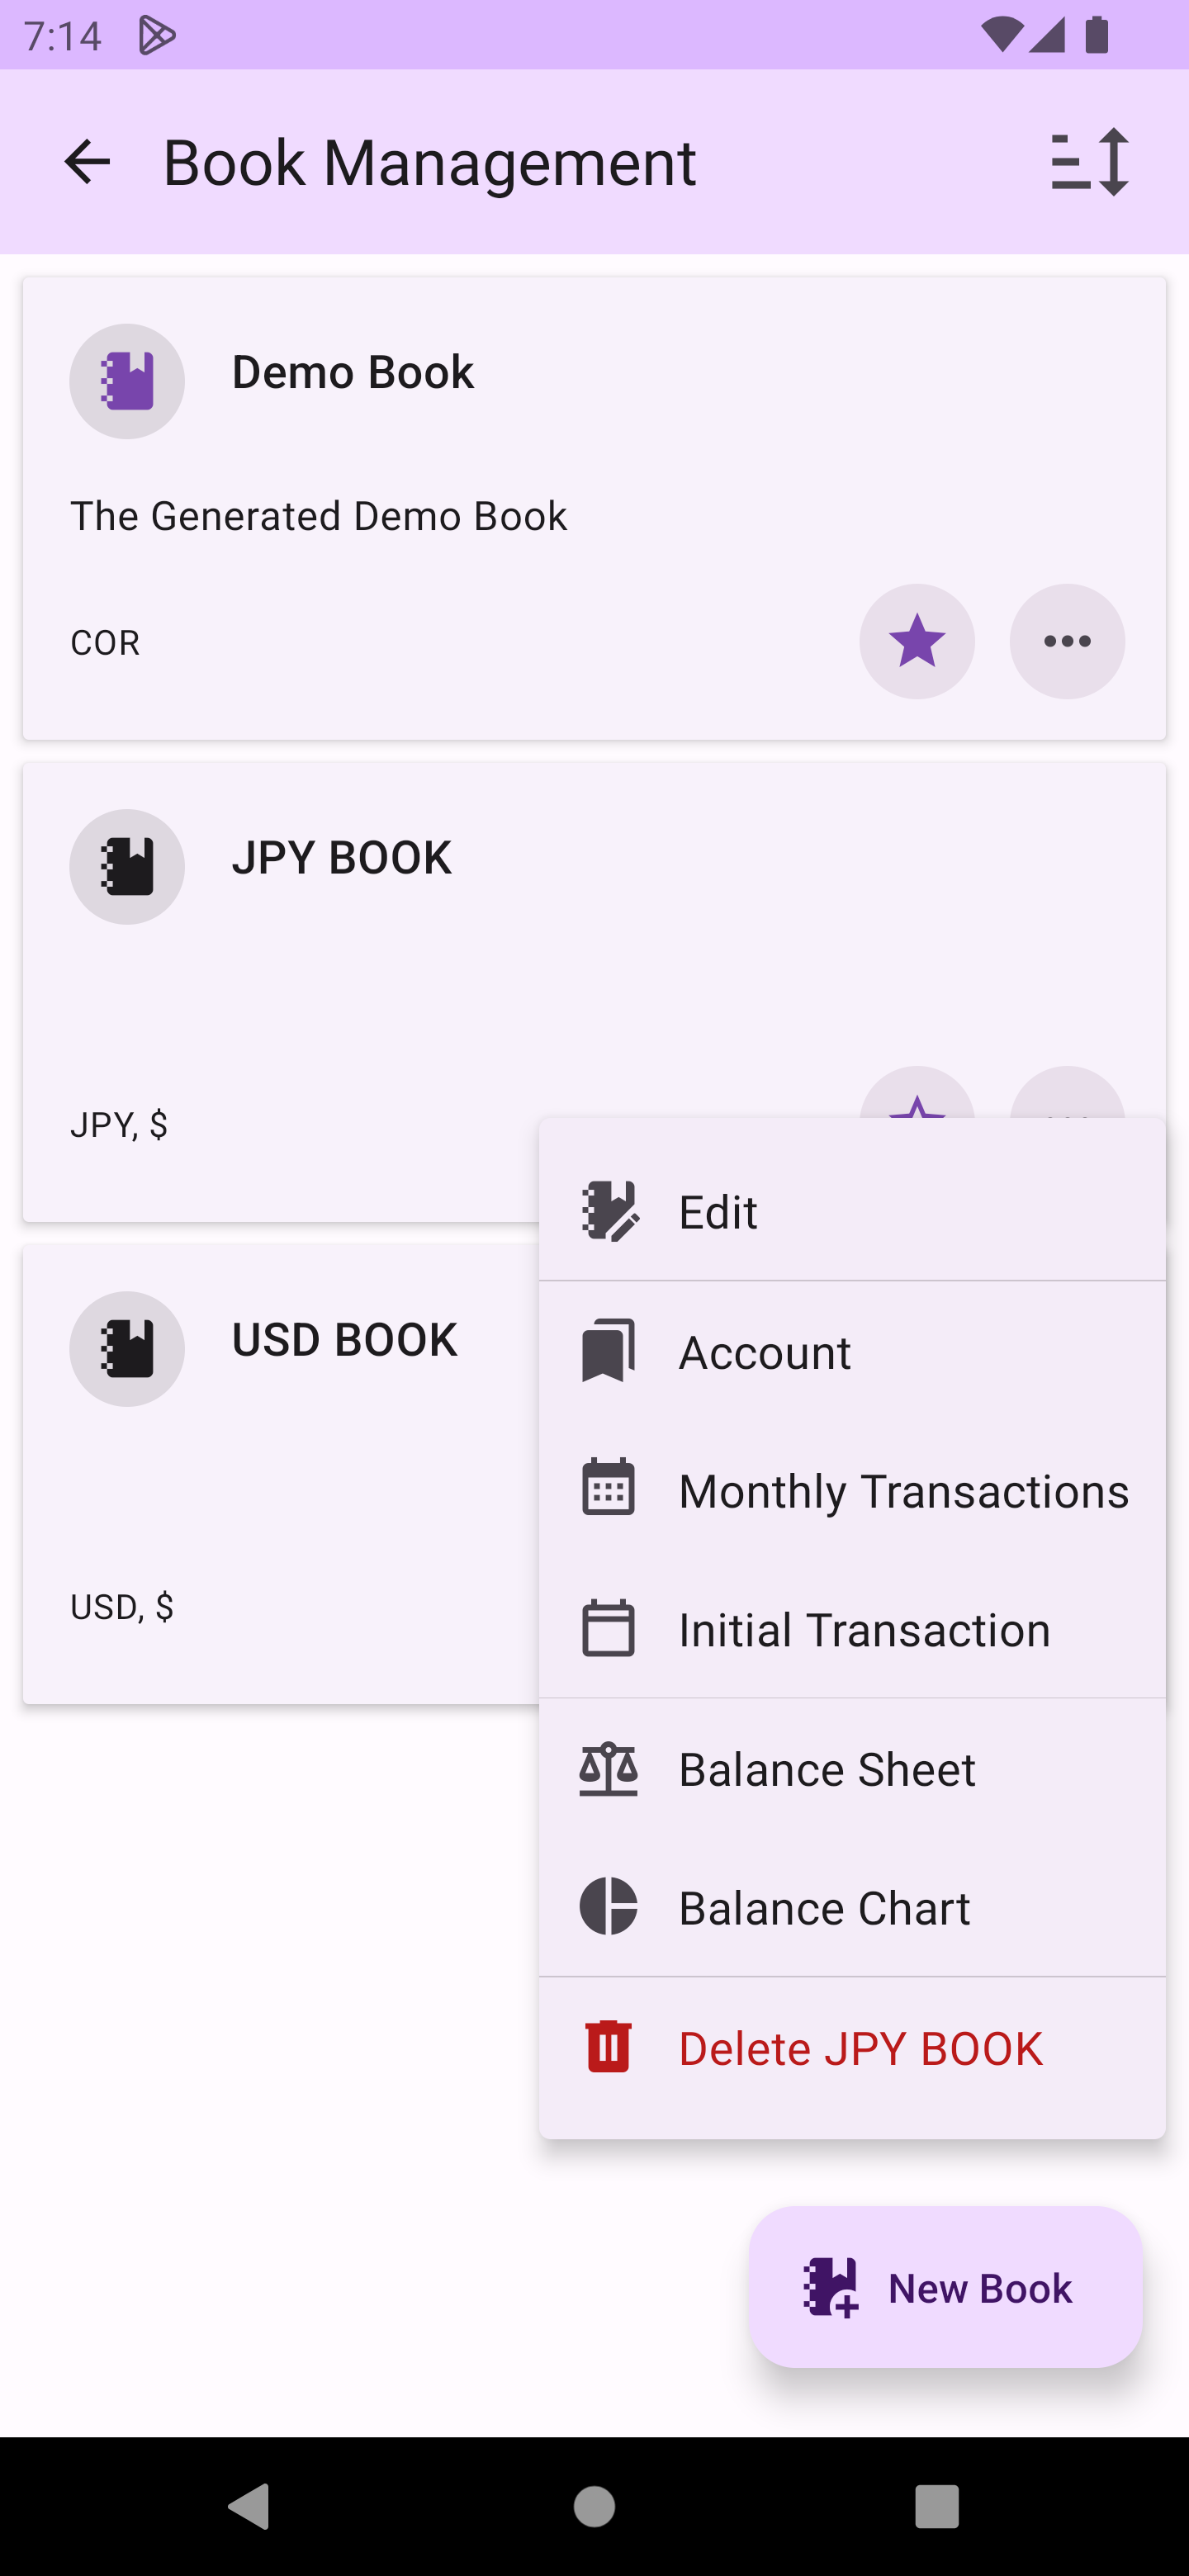 7:14
Book Management
Demo Book
The Generated Demo Book
COR
JPY BOOK
JPY, $
Edit
USD BOOK
Account
Monthly Transactions
USD, $
Initial Transaction
Balance Sheet
Balance Chart
Delete JPY BOOK
New Book